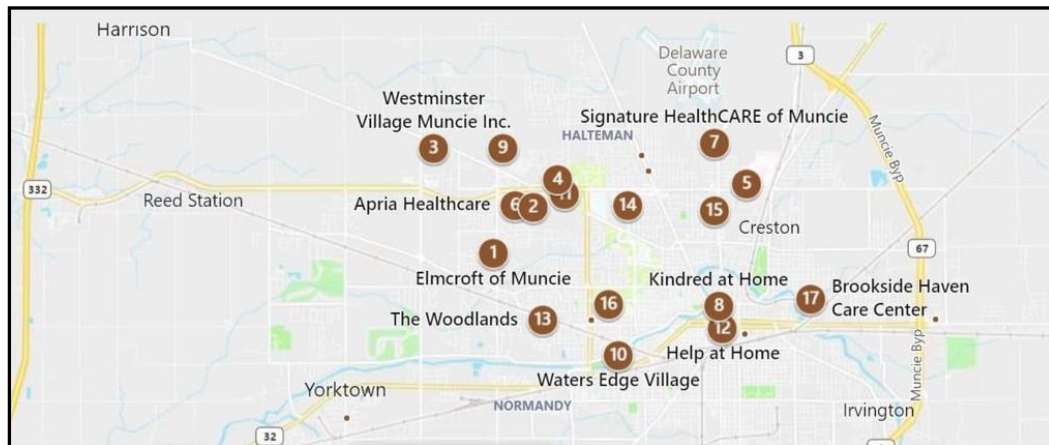 Harrison
Delaware
County
Airport
3
Westminster
Village Muncie Inc.
Signature HealthCARE of Muncie
HALTEMAN
3
9
7
Muncie Byp
4
5
332
Reed Station
Apria Healthcare
6
2
11
14
15
Creston
67
1
Elmcroft of Muncie
Kindred at Home
Brookside Haven
Care Center
16
8
17
The Woodlands
13
12
Help at Home
10
Waters Edge Village
Muncie Byp
Yorktown
NORMANDY
Irvington
32